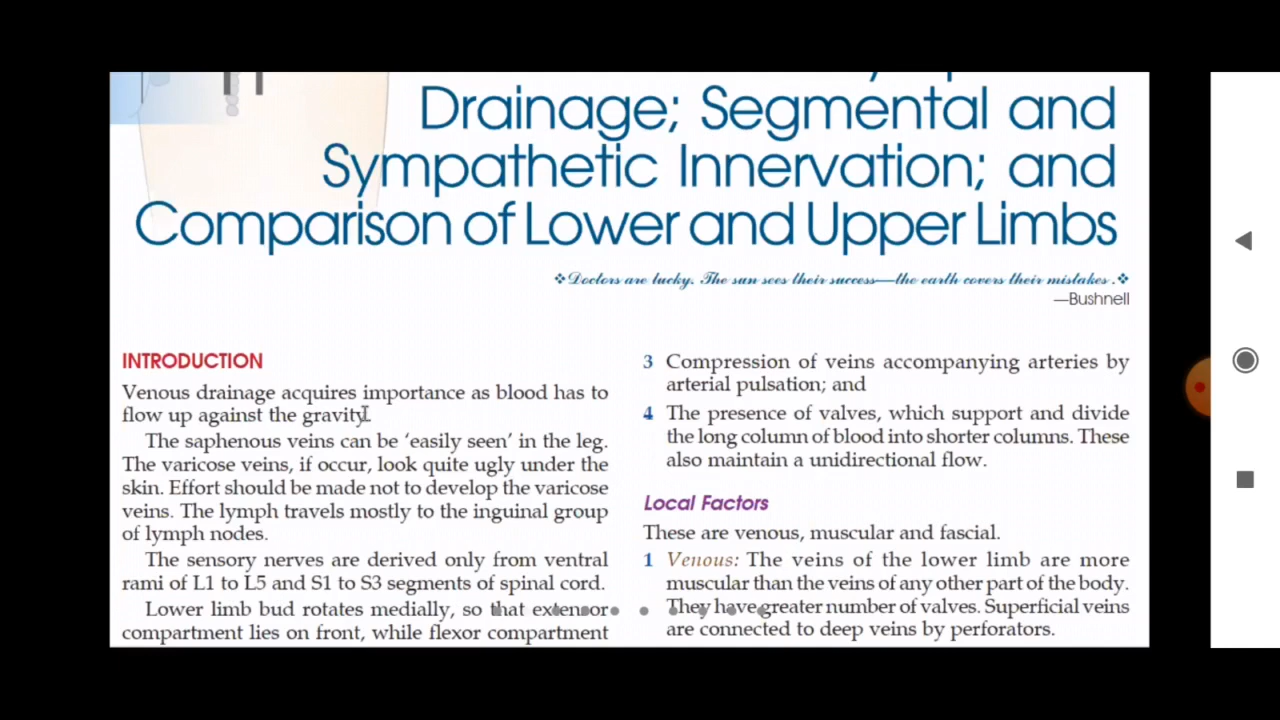 Drainage; Segmental and
Sympathetic Innervation; and
Comparison of Lower and Upper Limbs
❖Doctors are lucky. The sun sees their success—the earth covers their mistakes.❖
—Bushnell
INTRODUCTION
Venous drainage acquires importance as blood has to
flow up against the gravity.
The saphenous veins can be ‘easily seen’ in the leg.
The varicose veins, if occur, look quite ugly under the
skin. Effort should be made not to develop the varicose
veins. The lymph travels mostly to the inguinal group
of lymph nodes.
The sensory nerves are derived only from ventral
rami of L1 to L5 and S1 to S3 segments of spinal cord.
Lower limb bud rotates medially, so that extensor
compartment lies on front, while flexor compartment
3 Compression of veins accompanying arteries by
arterial pulsation; and
4 The presence of valves, which support and divide
the long column of blood into shorter columns. These
also maintain a unidirectional flow.
Local Factors
These are venous, muscular and fascial.
1 Venous: The veins of the lower limb are more
muscular than the veins of any other part of the body.
They have greater number of valves. Superficial veins
are connected to deep veins by perforators.